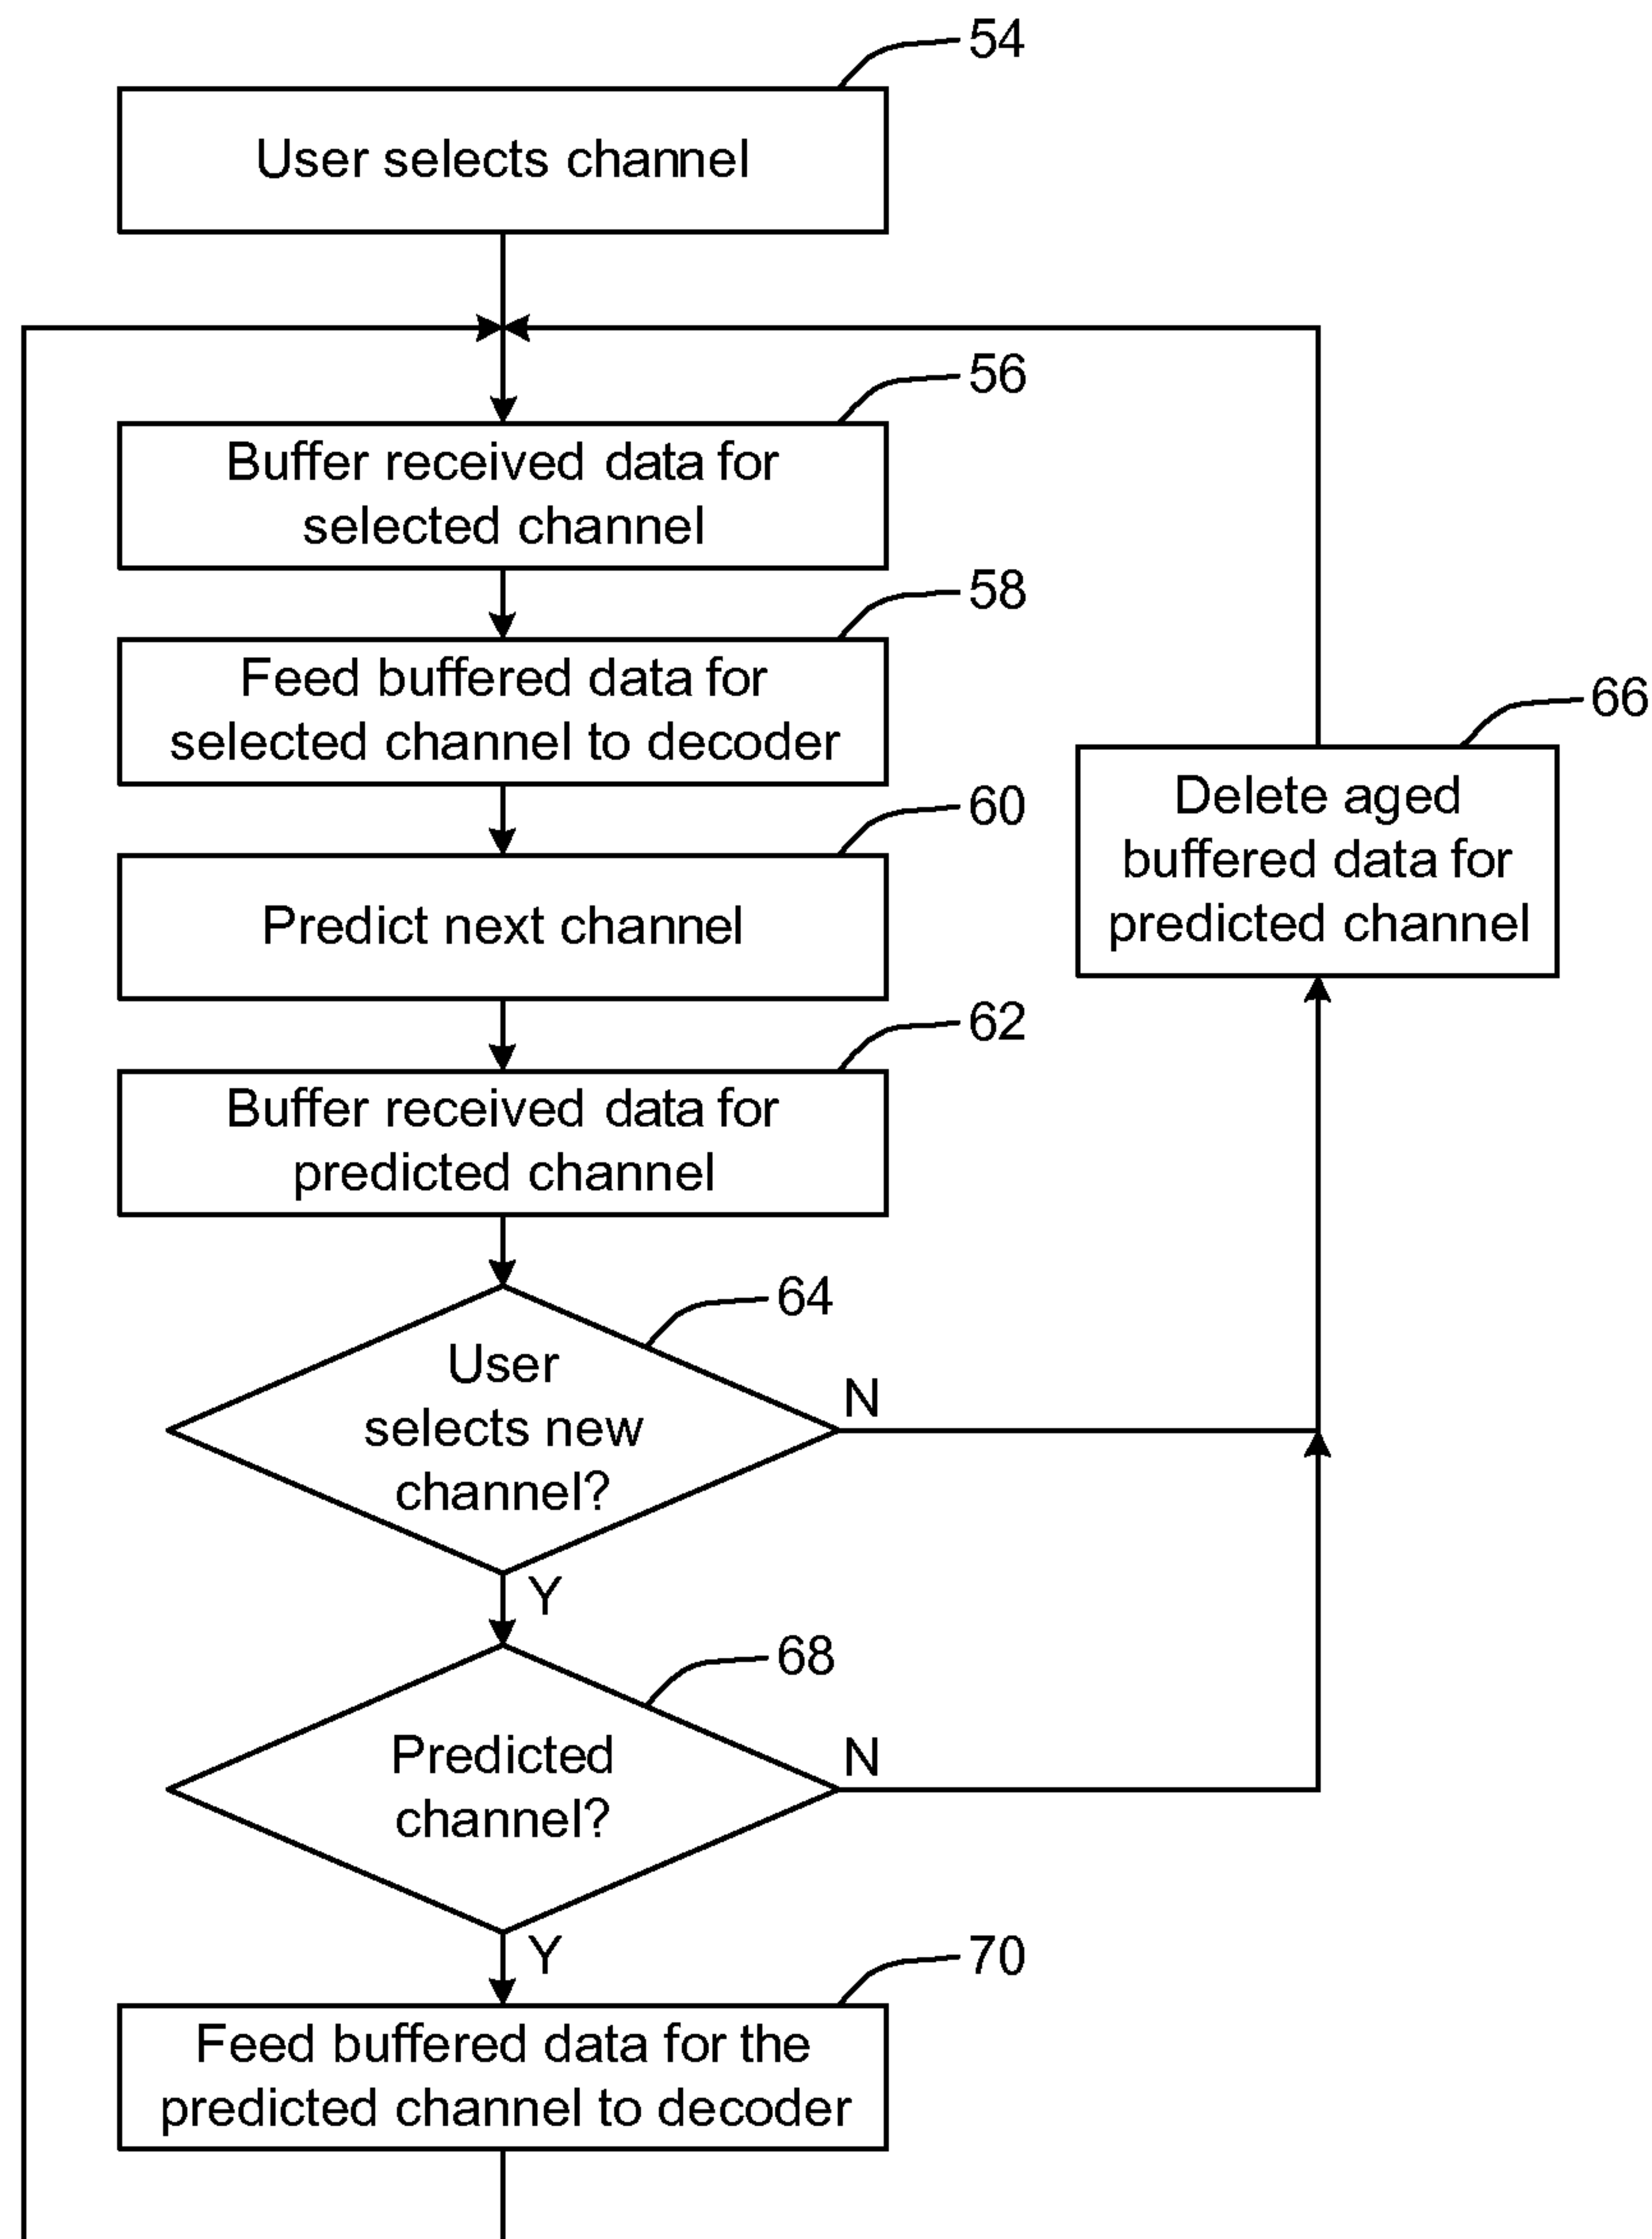 54
User selects channel
56
Buffer received data for
selected channel
58
Feed buffered data for
selected channel to decoder
66
Delete aged
buffered data for
predicted channel
60
Predict next channel
62
Buffer received data for
predicted channel
64
User
selects new
channel?
N
Y
68
Predicted
channel?
N
Y
70
Feed buffered data for the
predicted channel to decoder